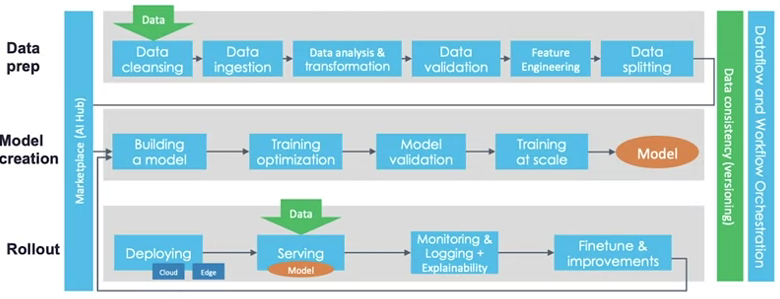 Data
Data
prep
Data
cleansing
Data
ingestion
Data analysis &
transformation
Data
validation
Feature
Engineering
Data
splitting
Model
creation
Building
a model
Training
optimization
Model
validation
Training
at scale
Model
Rollout
Deploying
Cloud
Edge
Data
Serving
Model
Monitoring &
Logging +
Explainability
Finetune &
improvements
Marketplace (AI Hub)
Data consistency (versioning)
Dataflow and Workflow Orchestration